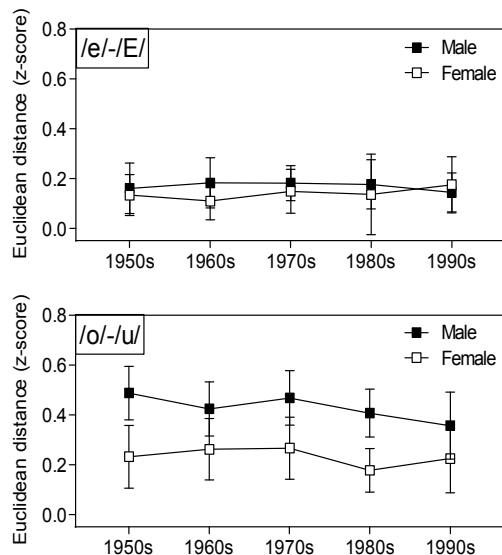 /e/-/E/
Male
Female
Euclidean distance (z-score)
0.8
0.6
0.4
0.2
0.0
1950s 1960s 1970s 1980s 1990s
/o/-/u/
Male
Female
Euclidean distance (z-score)
0.8
0.6
0.4
0.2
0.0
1950s 1960s 1970s 1980s 1990s